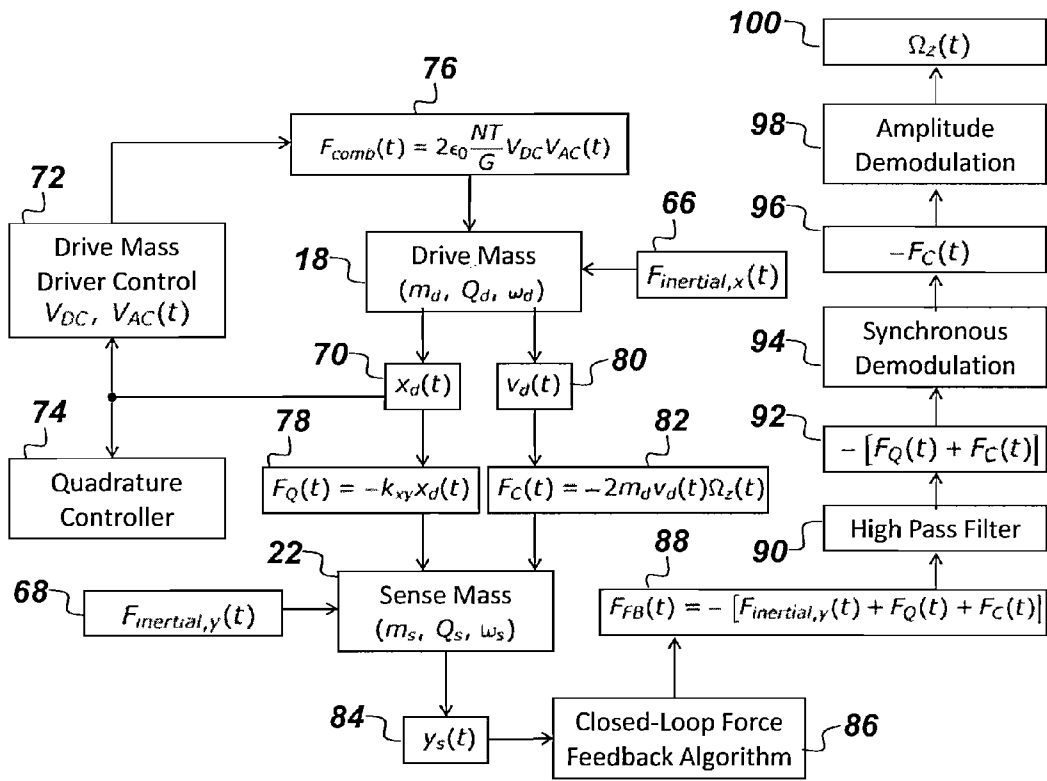 76
F_comb(t) = 2ϵ₀ NT/G V_DC V_AC(t)
72
Drive Mass
Driver Control
V_DC, V_AC(t)
18
Drive Mass
(m_d, Q_d, ω_d)
66
F_inertial,x(t)
70
x_d(t)
v_d(t)
80
74
Quadrature
Controller
78
F_Q(t) = −k_xy x_d(t)
82
F_C(t) = −2m_d v_d(t)Ω_z(t)
22
Sense Mass
(m_s, Q_s, ω_s)
68
F_inertial,y(t)
84
y_s(t)
Closed-Loop Force
Feedback Algorithm
86
88
F_FB(t) = − [F_inertial,y(t) + F_Q(t) + F_C(t)]
90
High Pass Filter
92
− [F_Q(t) + F_C(t)]
94
Synchronous
Demodulation
96
−F_C(t)
98
Amplitude
Demodulation
100
Ω_z(t)